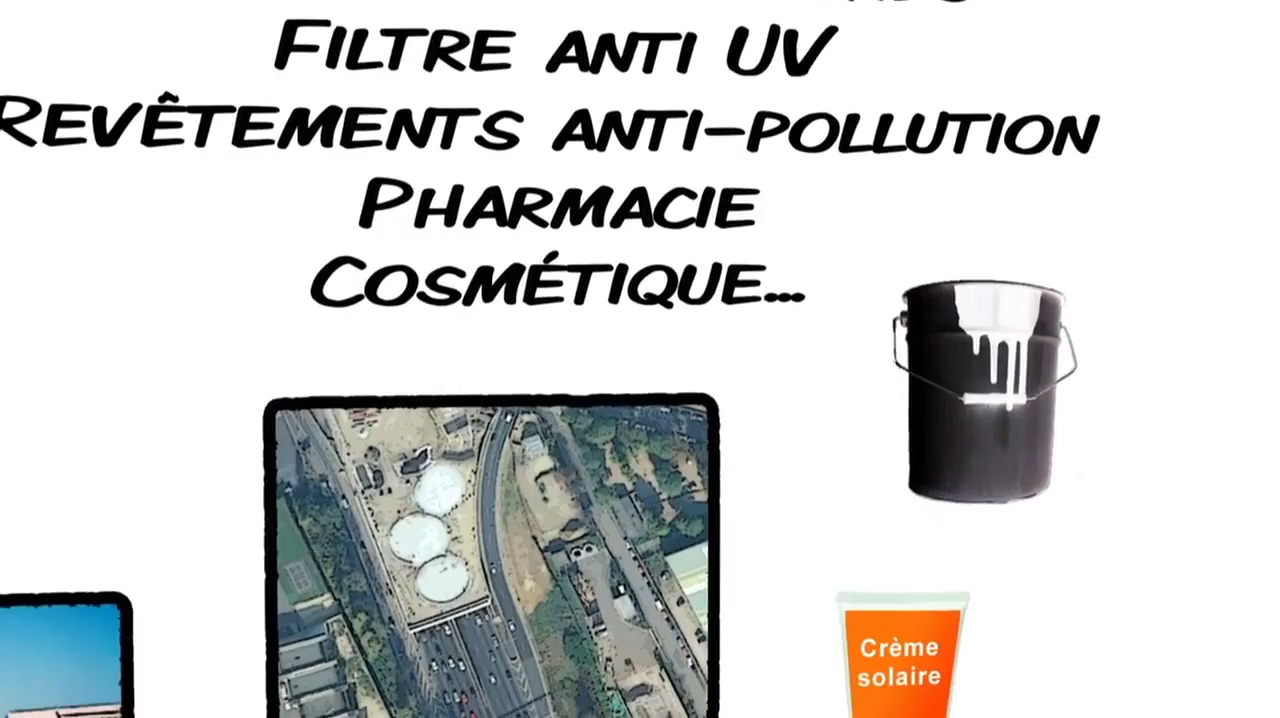 Filtre anti UV
Revêtements anti-pollution
Pharmacie
Cosmétique...
Crème
solaire